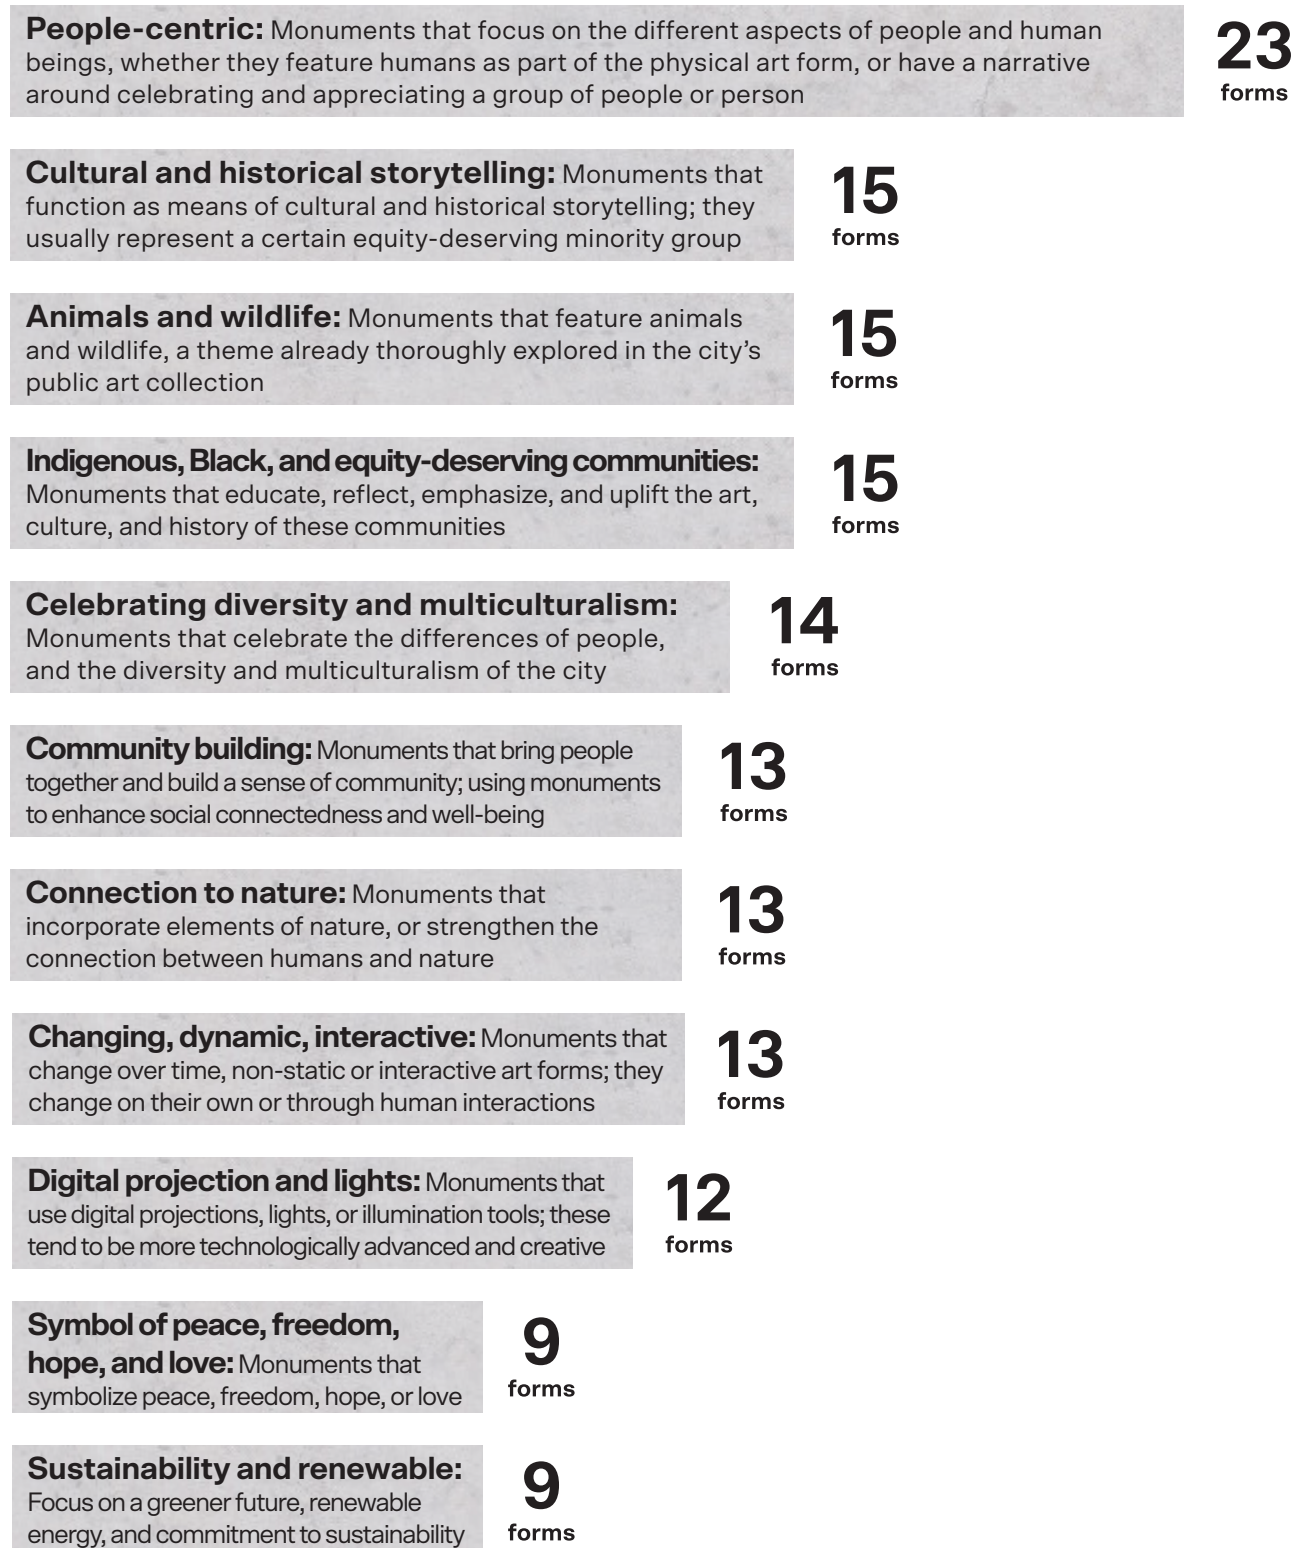 People-centric: Monuments that focus on the different aspects of people and human
beings, whether they feature humans as part of the physical art form, or have a narrative
around celebrating and appreciating a group of people or person
23
forms
Cultural and historical storytelling: Monuments that
function as means of cultural and historical storytelling; they
usually represent a certain equity-deserving minority group
15
forms
Animals and wildlife: Monuments that feature animals
and wildlife, a theme already thoroughly explored in the city’s
public art collection
15
forms
Indigenous, Black, and equity-deserving communities:
Monuments that educate, reflect, emphasize, and uplift the art,
culture, and history of these communities
15
forms
Celebrating diversity and multiculturalism:
Monuments that celebrate the differences of people,
and the diversity and multiculturalism of the city
14
forms
Community building: Monuments that bring people
together and build a sense of community; using monuments
to enhance social connectedness and well-being
13
forms
Connection to nature: Monuments that
incorporate elements of nature, or strengthen the
connection between humans and nature
13
forms
Changing, dynamic, interactive: Monuments that
change over time, non-static or interactive art forms; they
change on their own or through human interactions
13
forms
Digital projection and lights: Monuments that
use digital projections, lights, or illumination tools; these
tend to be more technologically advanced and creative
12
forms
Symbol of peace, freedom,
hope, and love: Monuments that
symbolize peace, freedom, hope, or love
9
forms
Sustainability and renewable:
Focus on a greener future, renewable
energy, and commitment to sustainability
9
forms